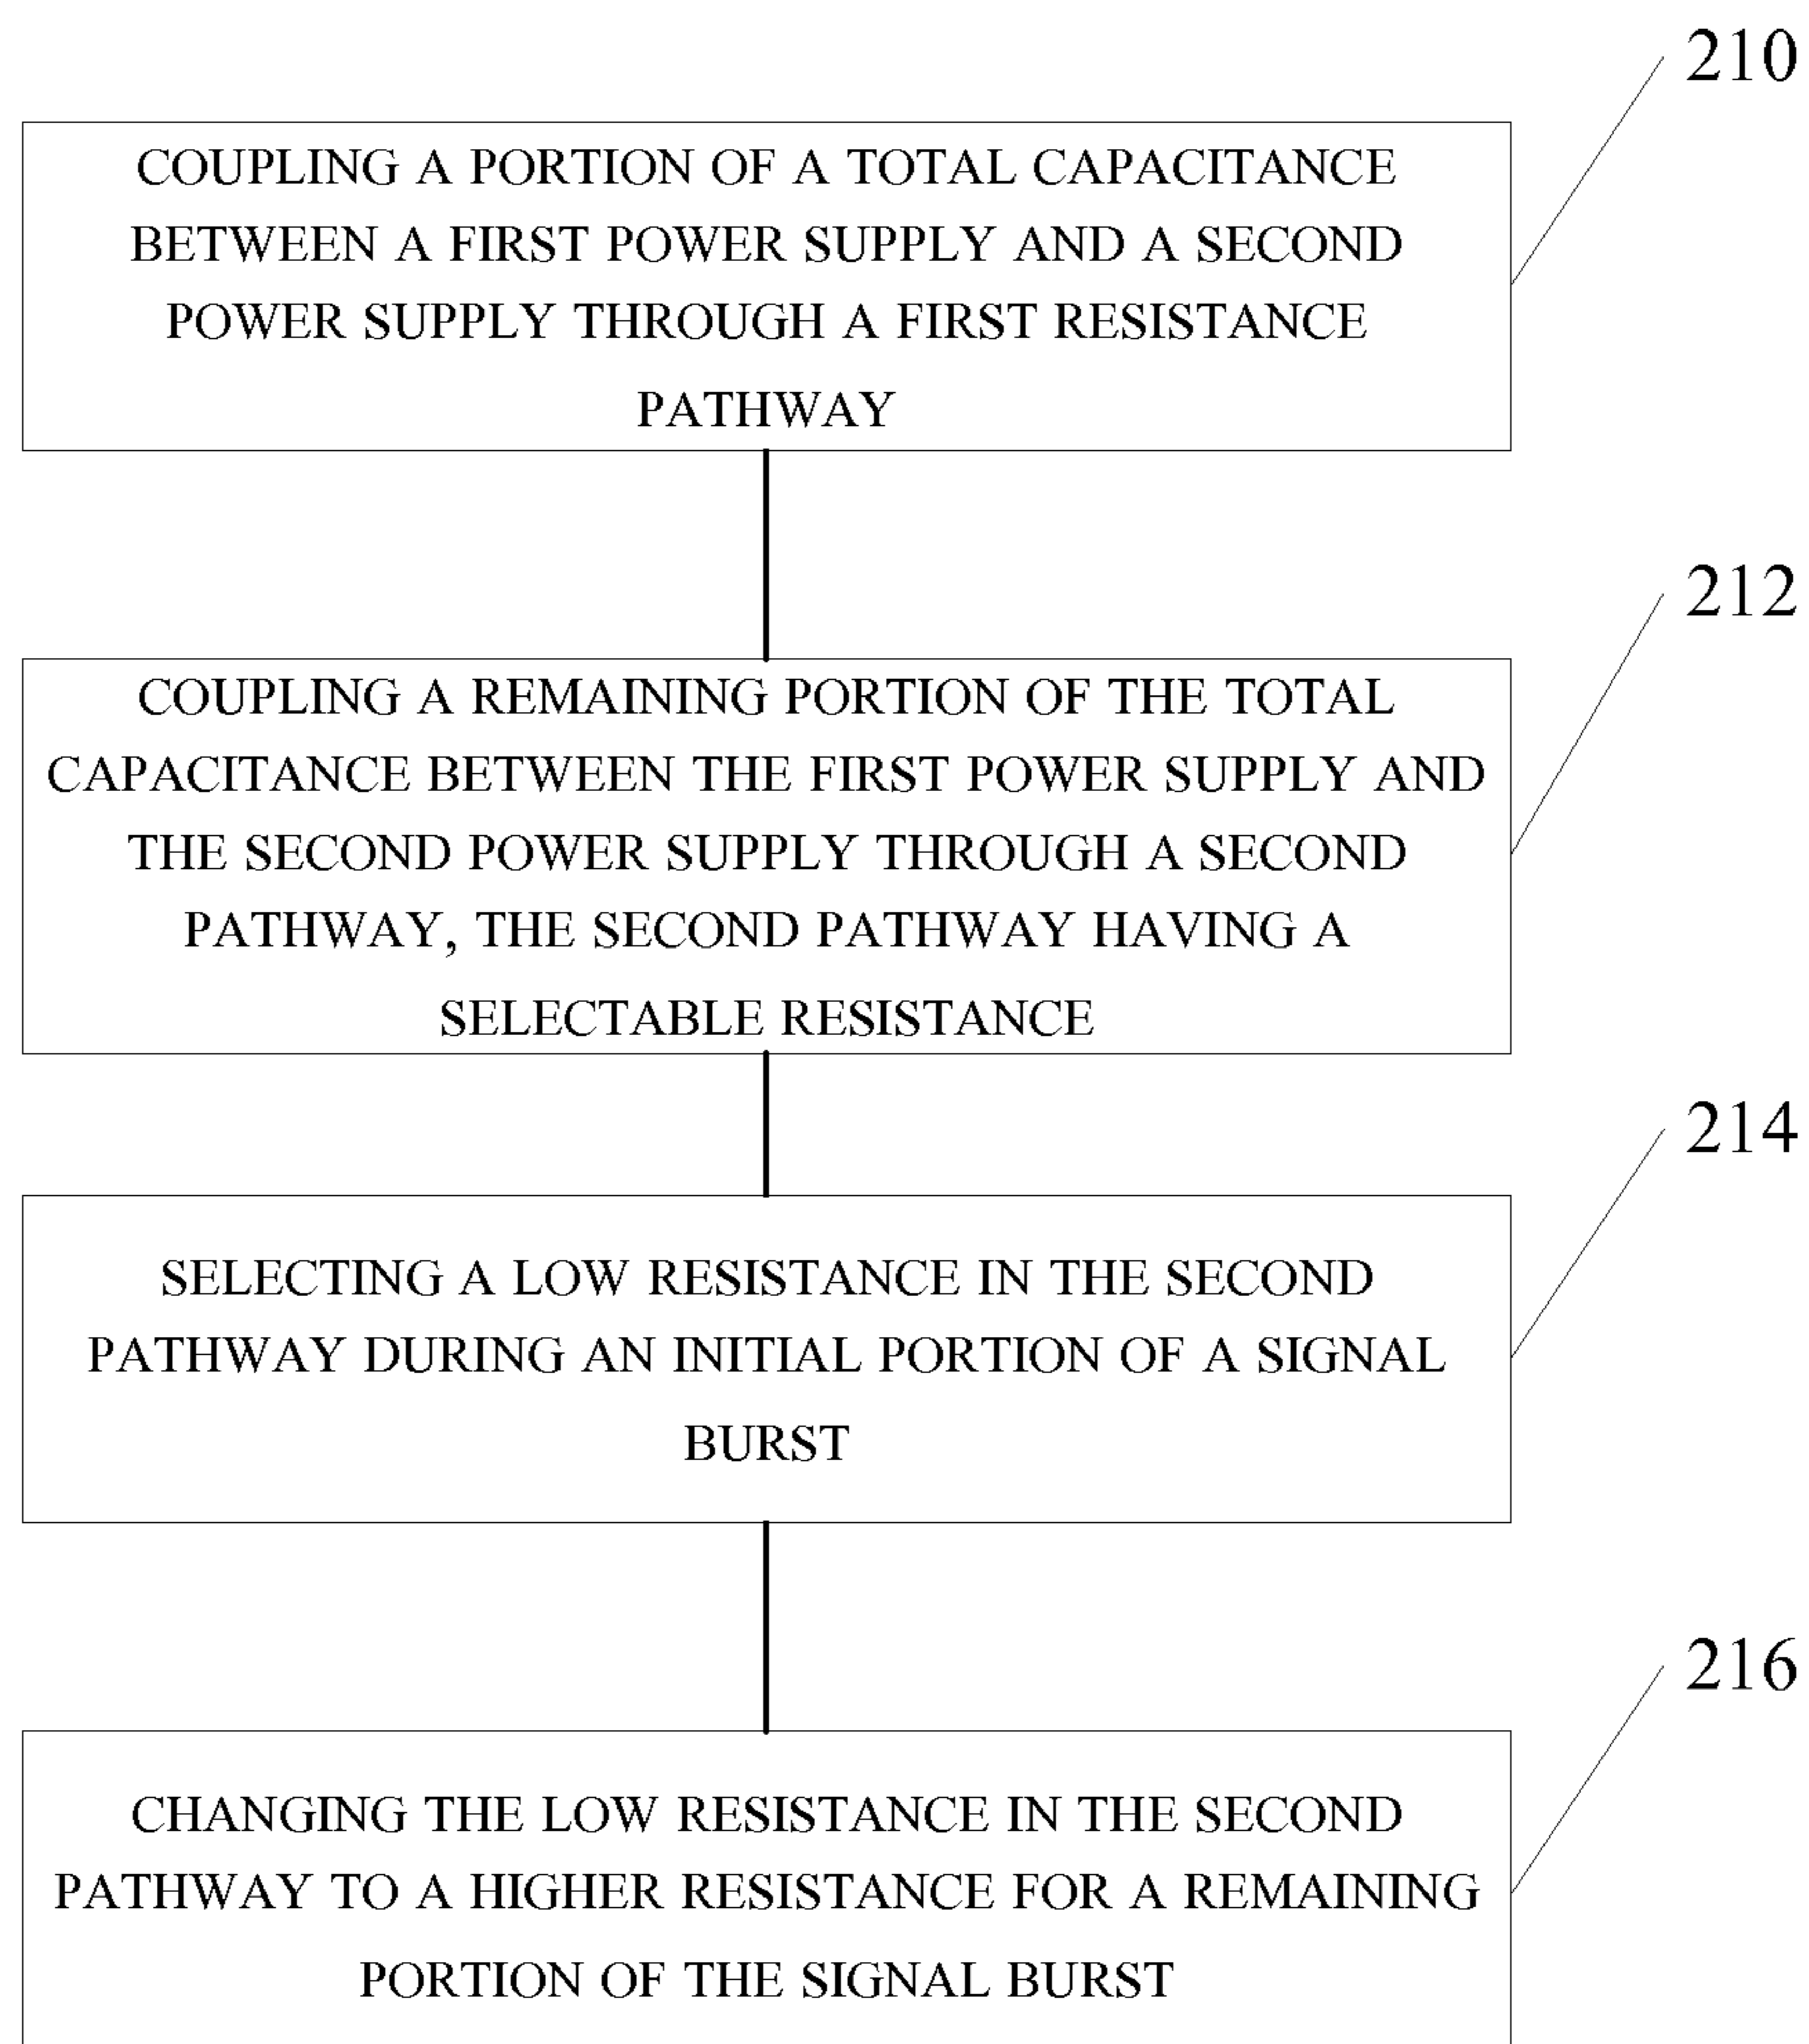 210
COUPLING A PORTION OF A TOTAL CAPACITANCE
BETWEEN A FIRST POWER SUPPLY AND A SECOND
POWER SUPPLY THROUGH A FIRST RESISTANCE
PATHWAY
212
COUPLING A REMAINING PORTION OF THE TOTAL
CAPACITANCE BETWEEN THE FIRST POWER SUPPLY AND
THE SECOND POWER SUPPLY THROUGH A SECOND
PATHWAY, THE SECOND PATHWAY HAVING A
SELECTABLE RESISTANCE
214
SELECTING A LOW RESISTANCE IN THE SECOND
PATHWAY DURING AN INITIAL PORTION OF A SIGNAL
BURST
216
CHANGING THE LOW RESISTANCE IN THE SECOND
PATHWAY TO A HIGHER RESISTANCE FOR A REMAINING
PORTION OF THE SIGNAL BURST